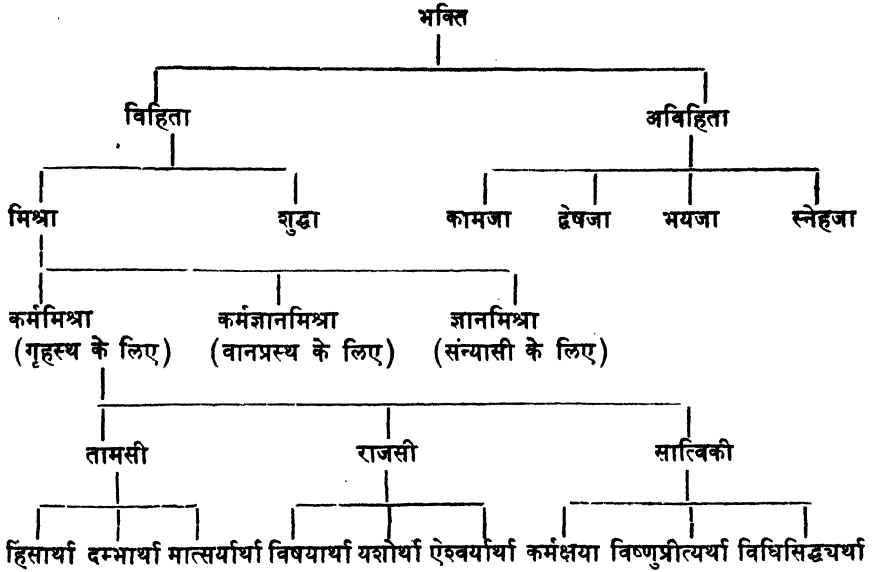 भक्ति
विहिता अविहिता
मिश्रा शुद्धा कामजा द्वेषजा भयजा स्नेहजा
कर्ममिश्रा कर्मज्ञानमिश्रा ज्ञानमिश्रा
(गृहस्थ के लिए) (वानप्रस्थ के लिए) (संन्यासी के लिए)
तामसी राजसी सात्विकी
हिंसार्था दम्भार्था मात्सर्यार्था विषयार्था यशोर्था ऐश्वर्यार्था कर्मक्षया विष्णुप्रीत्यर्था विधिसिद्ध्यर्था